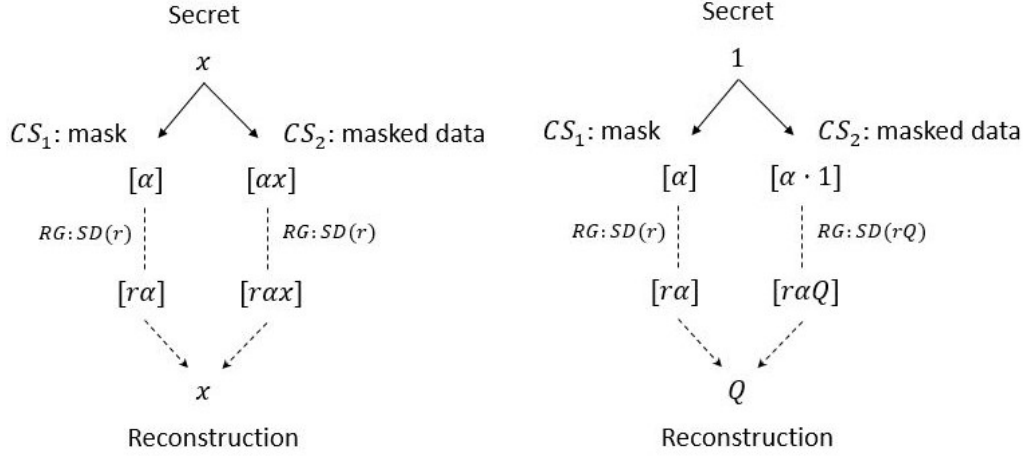 Secret
x
CS₁: mask
CS₂: masked data
[α]
[αx]
RG:SD(r)
RG:SD(r)
[rα]
[rαx]
x
Reconstruction
Secret
1
CS₁: mask
CS₂: masked data
[α]
[α · 1]
RG:SD(r)
RG:SD(rQ)
[rα]
[rαQ]
Q
Reconstruction